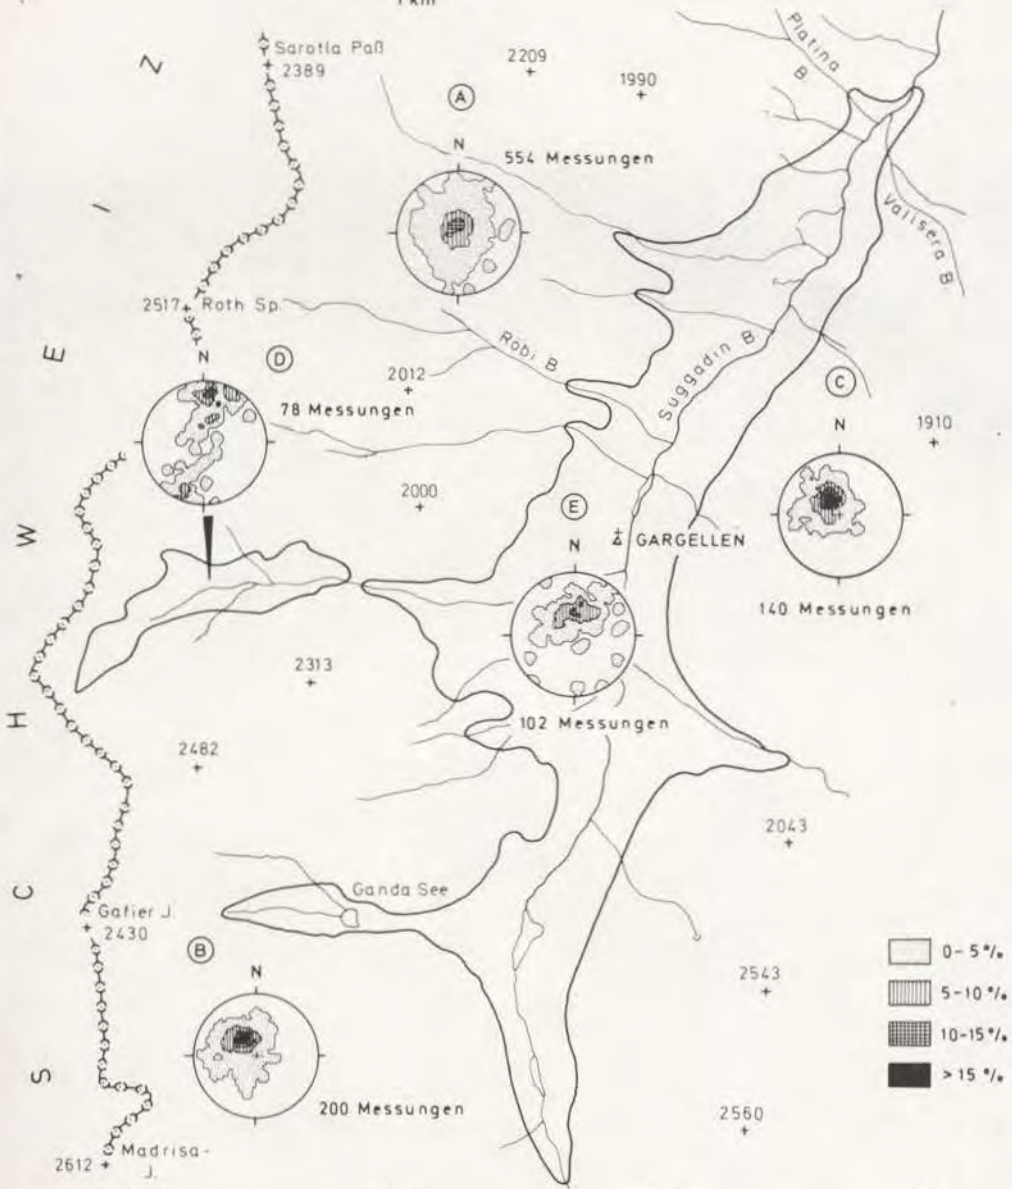 1 km
Sarotla Paß
2389
2209
1990
Platina
B.
A
N
554 Messungen
Valisera B.
2517 Roth Sp.
N
D
78 Messungen
2012
Röbi B
Suggadin B.
C
N
1910
140 Messungen
2000
E
N
GARGELLEN
102 Messungen
2313
2482
2043
Ganda See
Gafier J.
2430
B
N
200 Messungen
2543
2560
Madrisa-
J.
2612
S C H W E I Z
0-5%
5-10%
10-15%
>15%